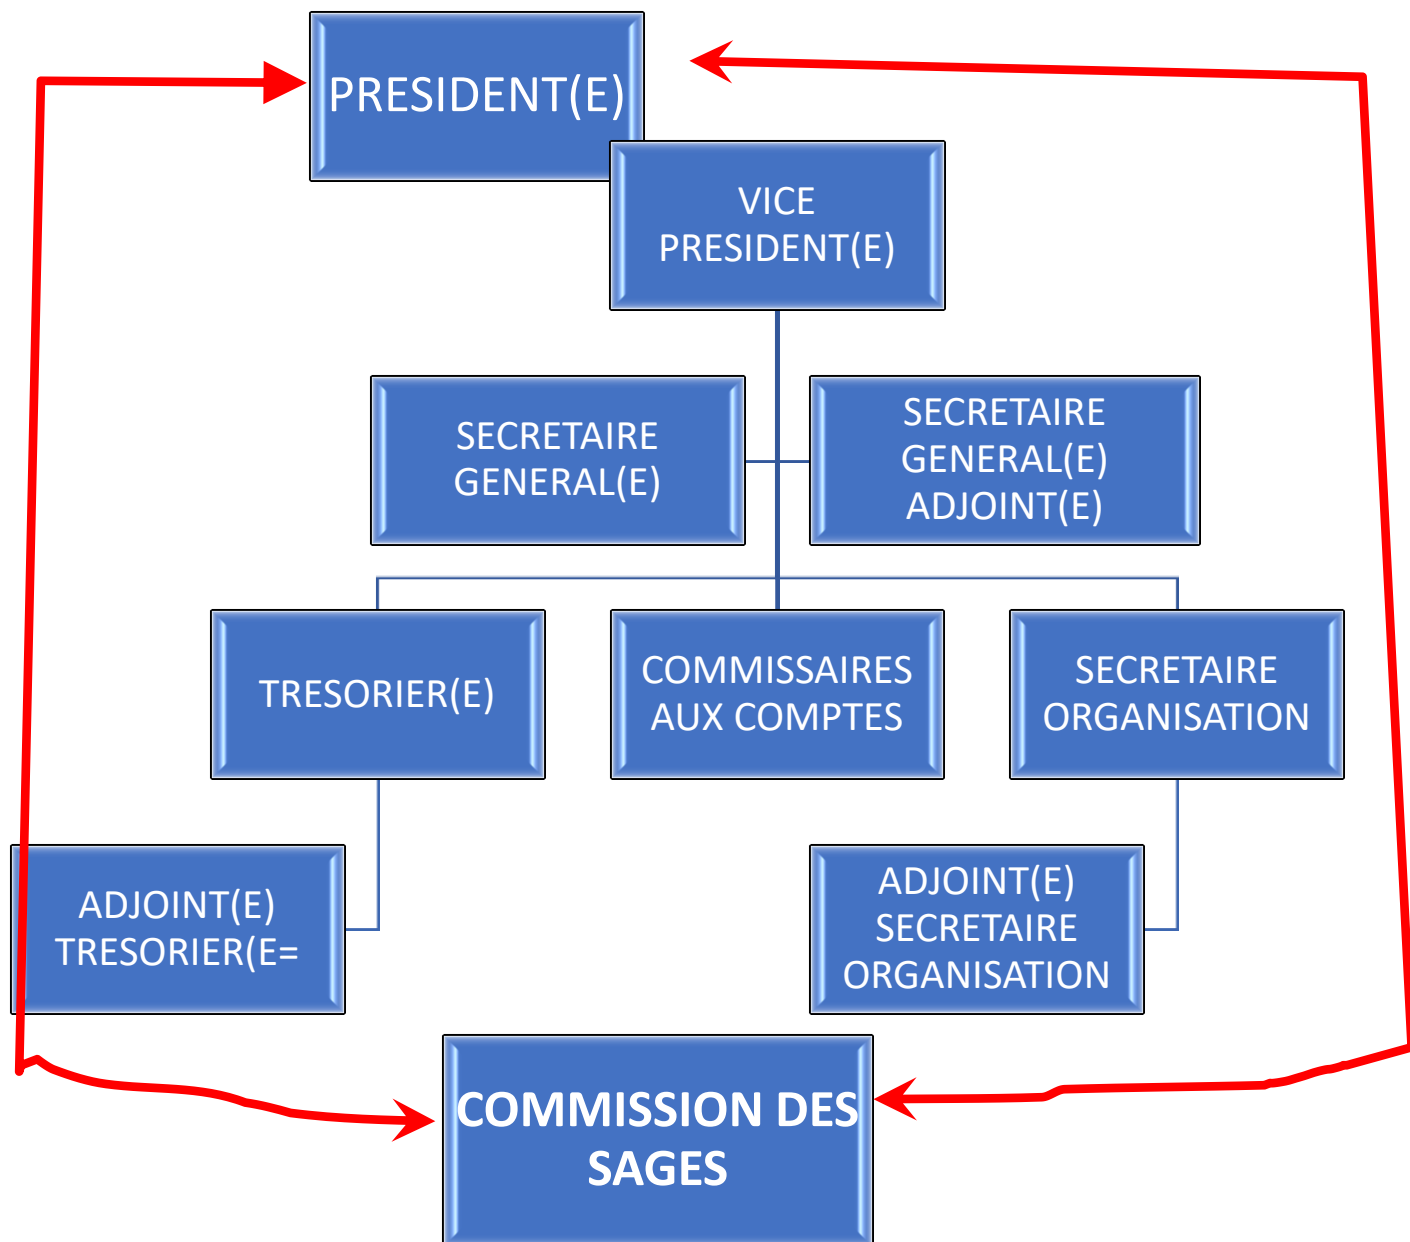 PRESIDENT(E)
VICE
PRESIDENT(E)
SECRETAIRE
GENERAL(E)
SECRETAIRE
GENERAL(E)
ADJOINT(E)
TRESORIER(E)
COMMISSAIRES
AUX COMPTES
SECRETAIRE
ORGANISATION
ADJOINT(E)
TRESORIER(E=
ADJOINT(E)
SECRETAIRE
ORGANISATION
COMMISSION DES
SAGES